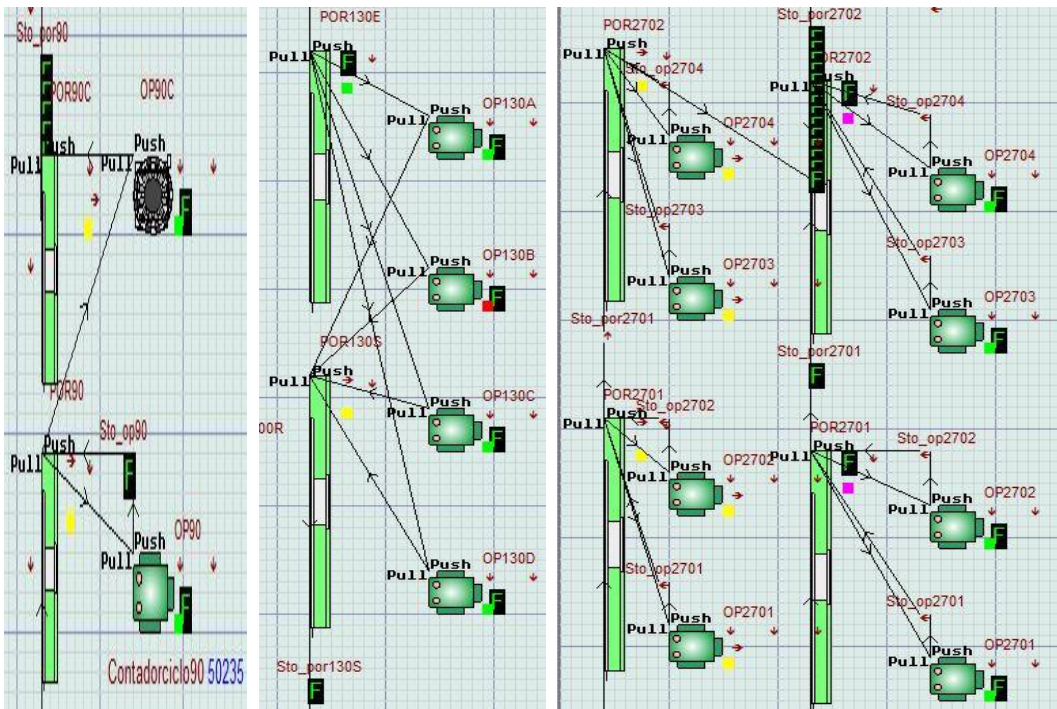 Sto_por90
F
POR90C
OP90C
Push
Push
Pull
Pull
F
POR90
Sto_op90
Push
Pull
F
OP90
Push
Pull
F
Contadorciclo90 50235
POR130E
Push
Pull
F
OP130A
Push
Pull
F
OP130B
Push
Pull
F
POR130S
Push
Pull
OP130C
Push
Pull
F
00R
OP130D
Push
Pull
F
Sto_por130S
F
POR2702
Push
Pull
Sto_op2704
OP2704
Push
Pull
Sto_op2703
OP2703
Push
Pull
Sto_por2701
POR2701
Push
Sto_op2702
Pull
OP2702
Push
Pull
Sto_op2701
OP2701
Push
Pull
Sto_por2702
F
OR2702
Push
Pull
F
Sto_op2704
OP2704
Push
Pull
F
Sto_op2703
OP2703
Push
Pull
F
Sto_por2701
F
POR2701
Push
Sto_op2702
Pull
F
OP2702
Push
Pull
F
Sto_op2701
OP2701
Push
Pull
F